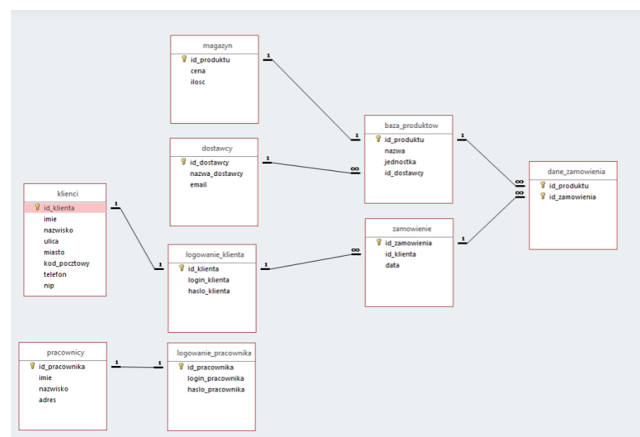 magazyn
id_produktu
cena
ilosc
1
1
baza_produktow
id_produktu
nazwa
jednostka
id_dostawcy
1
∞
dostawcy
id_dostawcy
nazwa_dostawcy
email
1
dane_zamowienia
id_produktu
id_zamowienia
∞
∞
klienci
id_klienta
imie
nazwisko
ulica
miasto
kod_pocztowy
telefon
nip
1
1
logowanie_klienta
id_klienta
login_klienta
haslo_klienta
1
∞
zamowienie
id_zamowienia
id_klienta
data
1
pracownicy
id_pracownika
imie
nazwisko
adres
1
1
logowanie_pracownika
id_pracownika
login_pracownika
haslo_pracownika